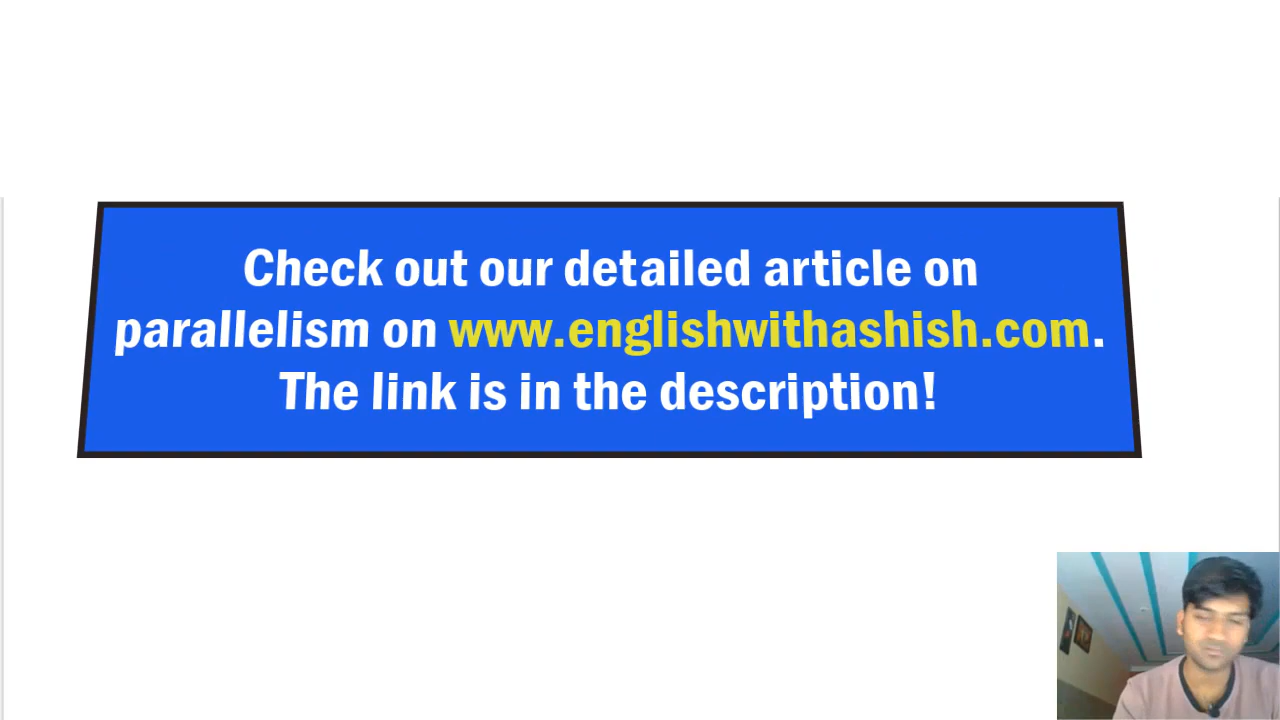 Check out our detailed article on
parallelism on www.englishwithashish.com.
The link is in the description!